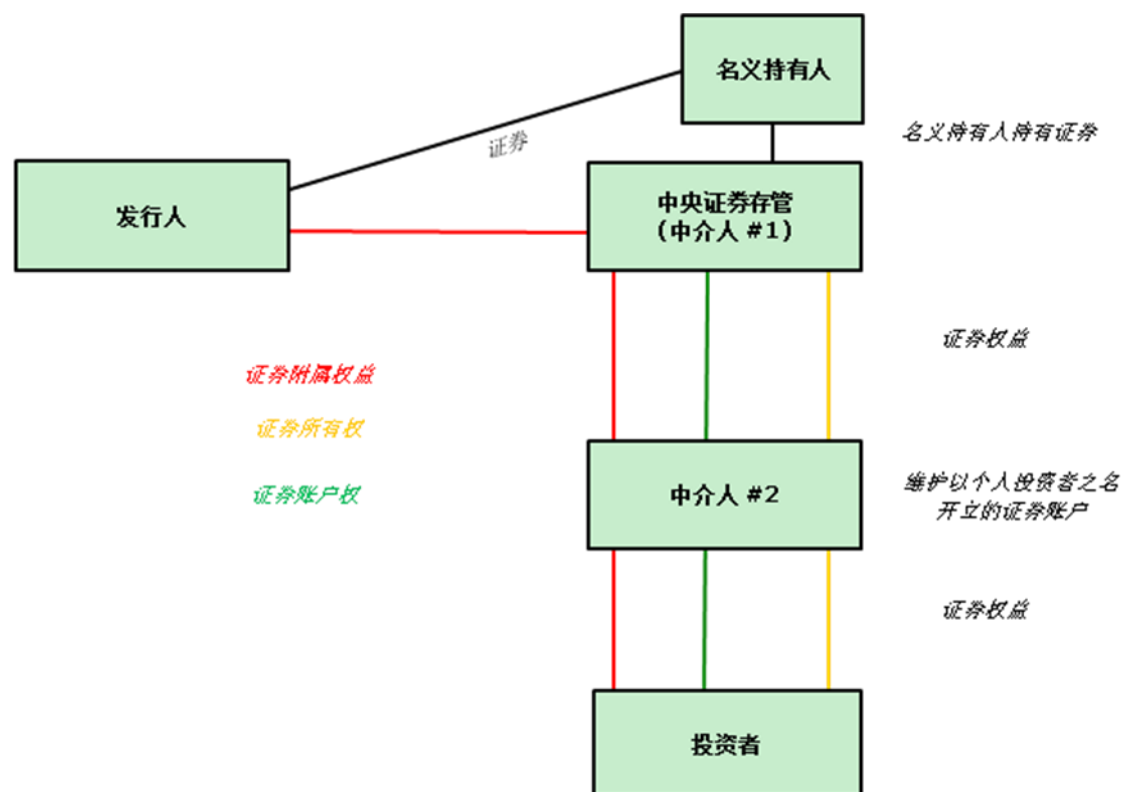 名义持有人
名义持有人持有证券
证券
发行人
中央证券存管
(中介人 #1)
证券权益
证券附属权益
证券所有权
证券账户权
中介人 #2
维护以个人投资者之名
开立的证券账户
证券权益
投资者